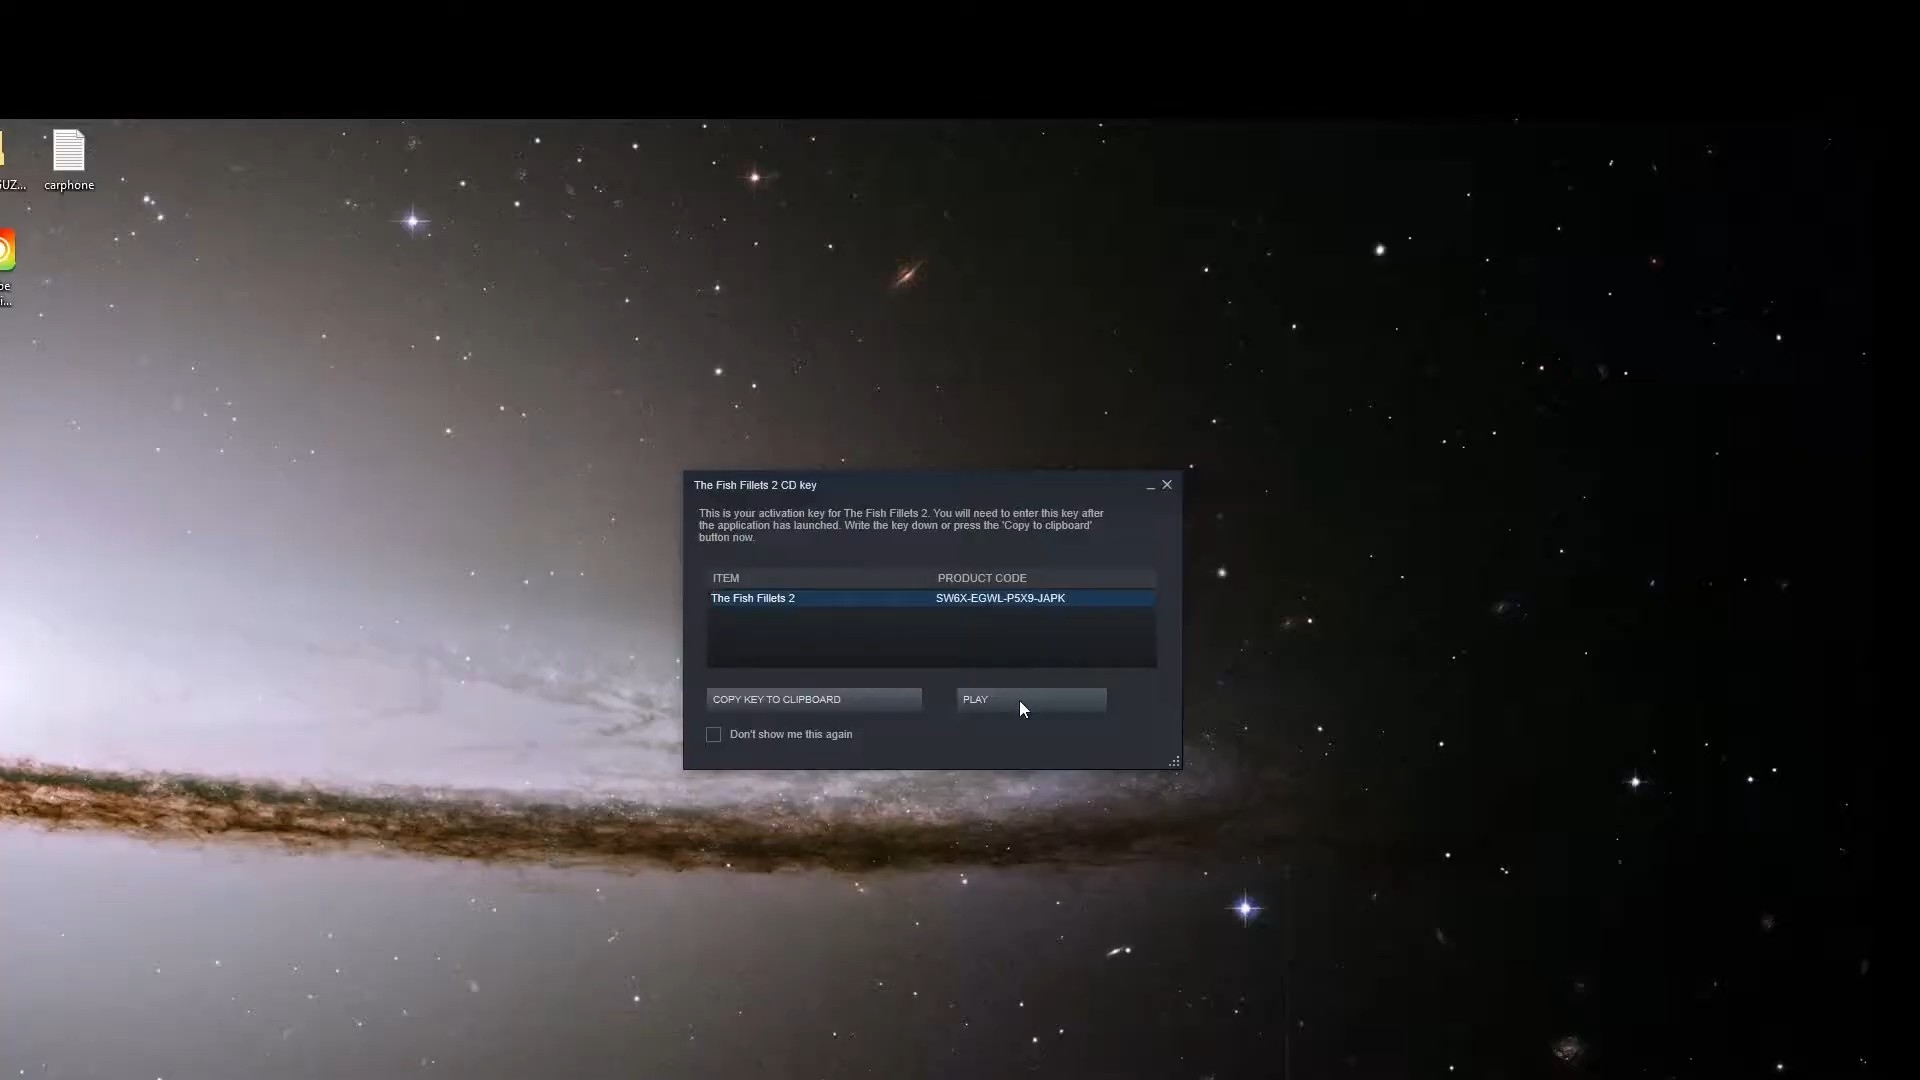 carphone
The Fish Fillets 2 CD key
This is your activation key for The Fish Fillets 2. You will need to enter this key after
the application has launched. Write the key down or press the 'Copy to clipboard'
button now.
ITEM PRODUCT CODE
The Fish Fillets 2 SW6X-EGWL-P5X9-JAPK
COPY KEY TO CLIPBOARD PLAY
Don't show me this again